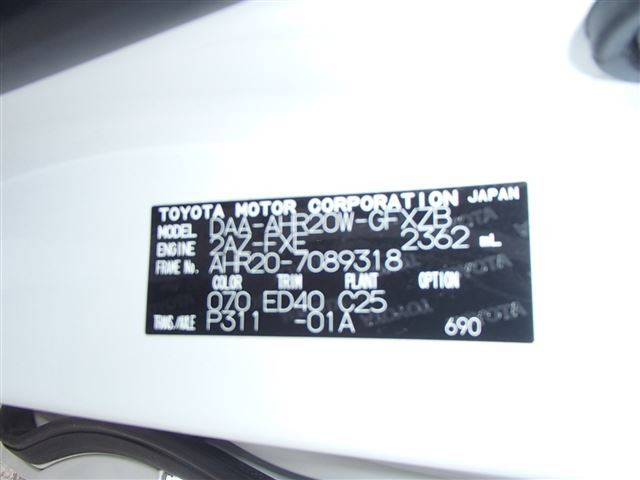 TOYOTA MOTOR CORPORATION JAPAN
MODEL DAA-AHR20W-GFXZB
ENGINE 2AZ-FXE 2362 mL
FRAME No. AHR20-7089318
COLOR TRIM PLANT OPTION
070 ED40 C25
TRANS/AXLE P311 -01A 690